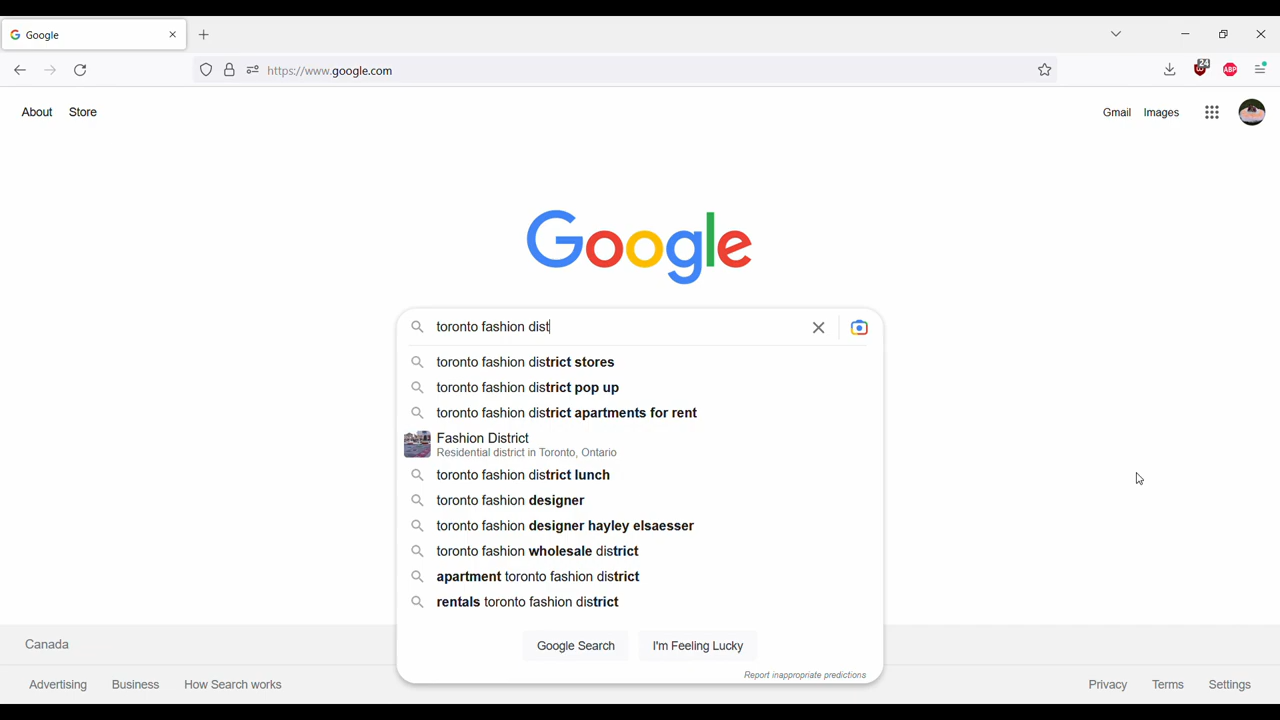 Google
https://www.google.com
24
ABP
About Store
Gmail Images
Google
toronto fashion dist
toronto fashion district stores
toronto fashion district pop up
toronto fashion district apartments for rent
Fashion District
Residential district in Toronto, Ontario
toronto fashion district lunch
toronto fashion designer
toronto fashion designer hayley elsaesser
toronto fashion wholesale district
apartment toronto fashion district
rentals toronto fashion district
Google Search I'm Feeling Lucky
Report inappropriate predictions
Canada
Advertising Business How Search works
Privacy Terms Settings